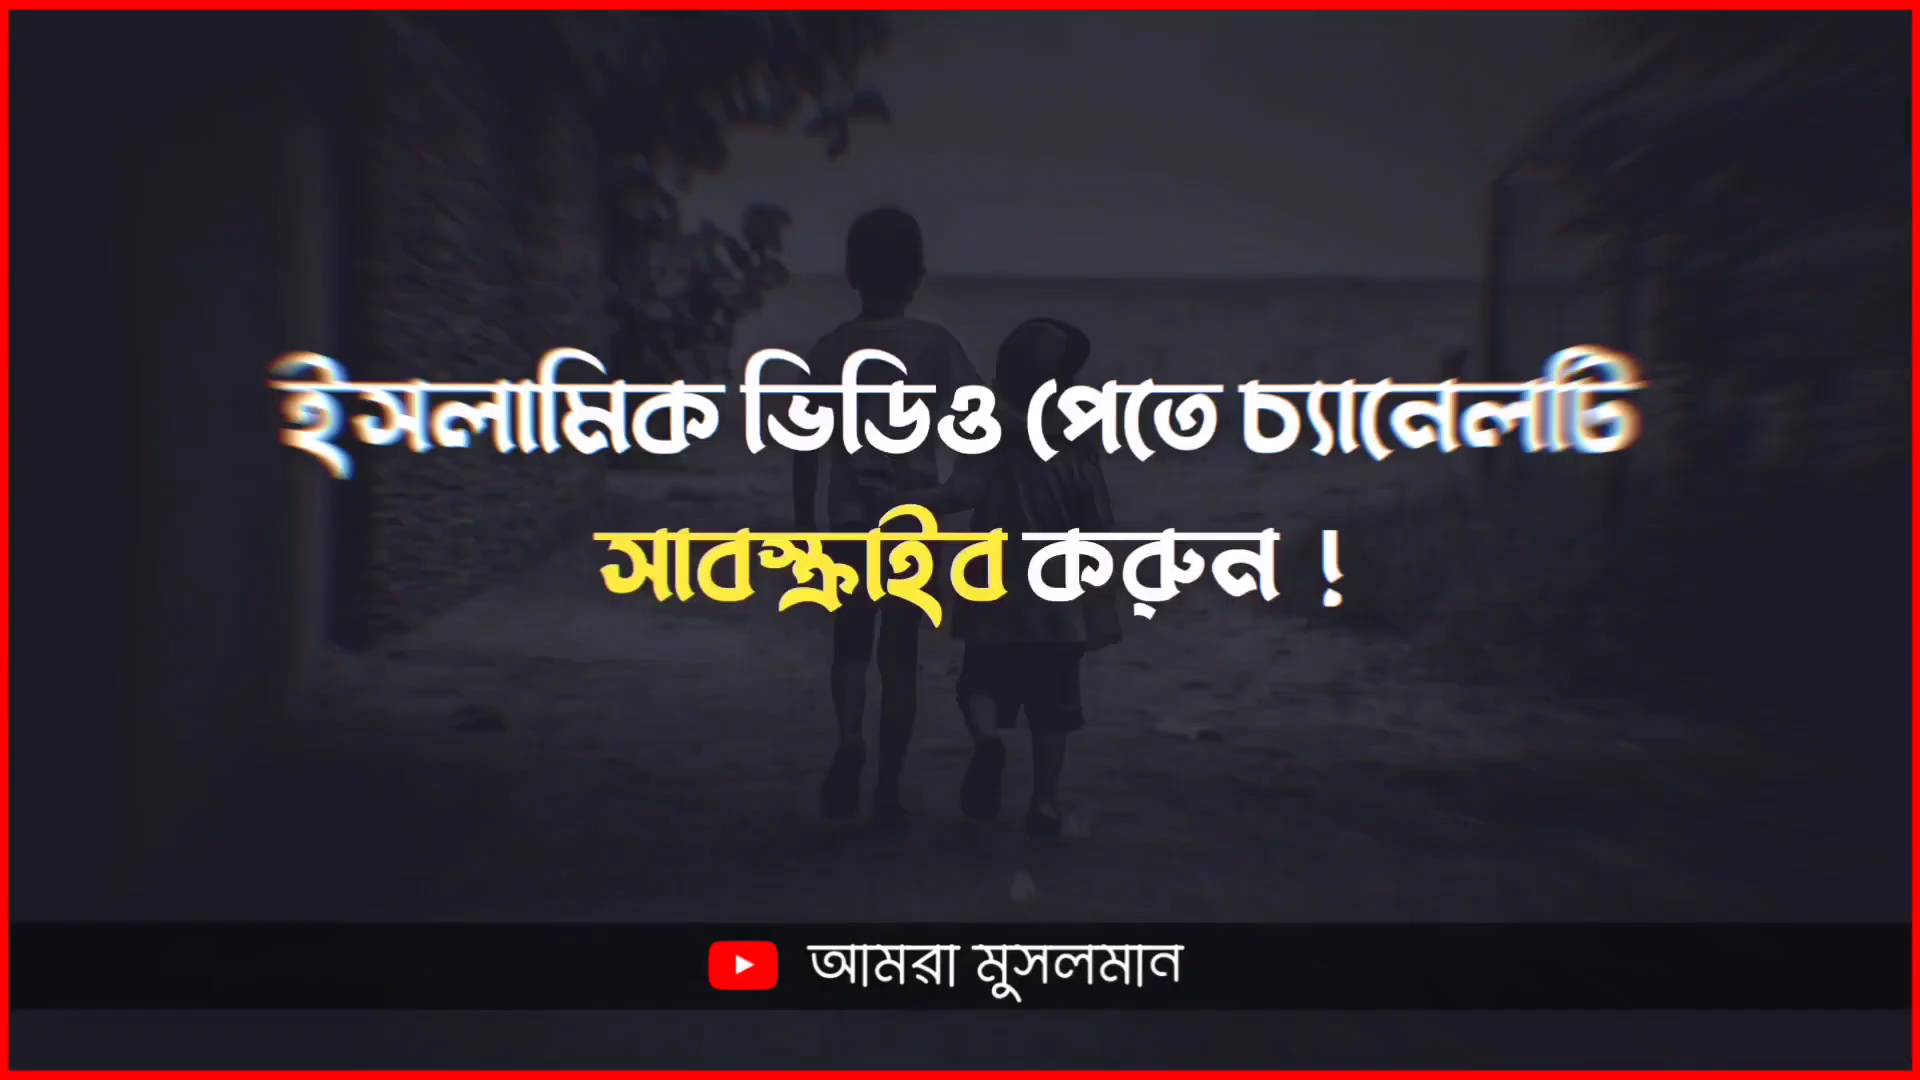 ইসলামিক ভিডিও পেতে চ্যানেলটি
সাবস্ক্রাইব করুন !
আমরা মুসলমান